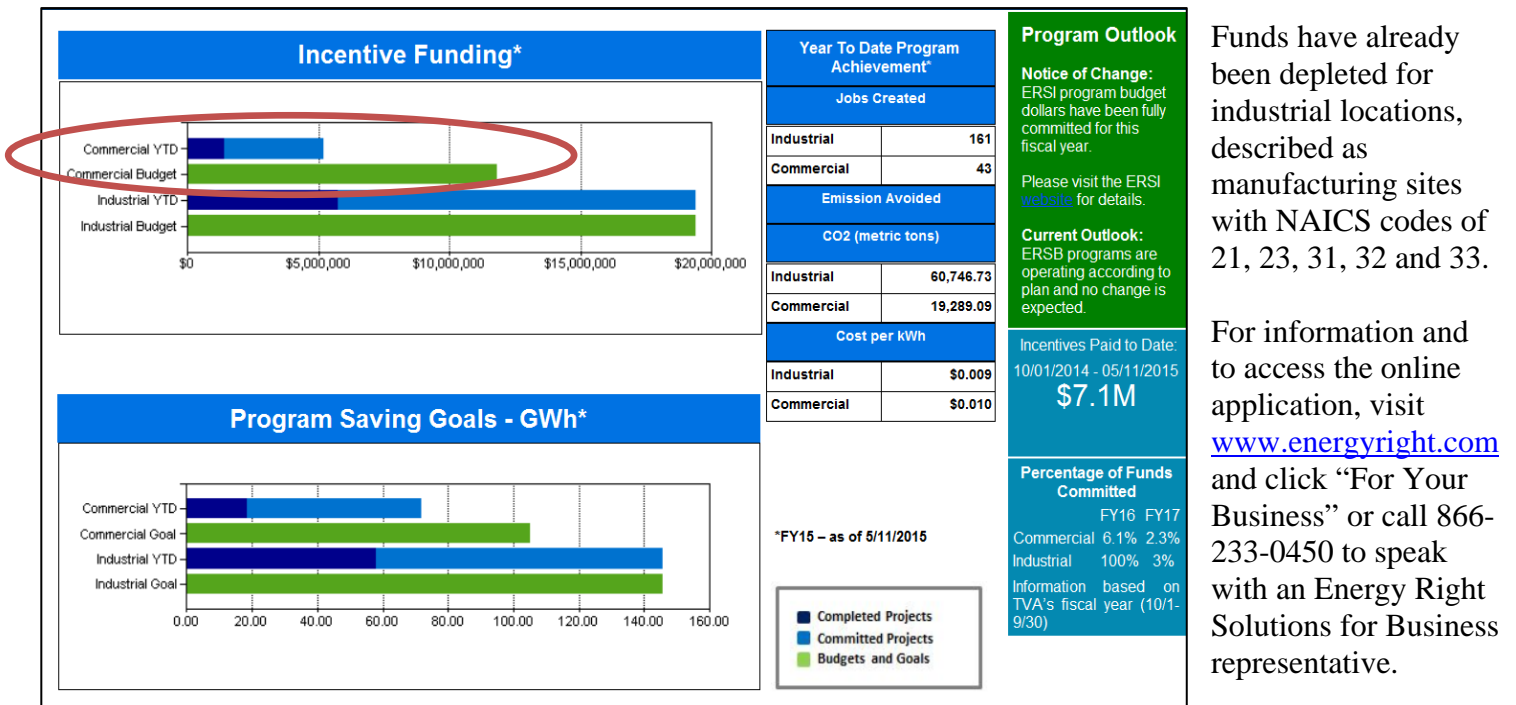 Incentive Funding*
Commercial YTD
Commercial Budget
Industrial YTD
Industrial Budget
$0 $5,000,000 $10,000,000 $15,000,000 $20,000,000
Program Saving Goals - GWh*
Commercial YTD
Commercial Goal
Industrial YTD
Industrial Goal
0.00 20.00 40.00 60.00 80.00 100.00 120.00 140.00 160.00
Year To Date Program
Achievement*
Jobs Created
Industrial 161
Commercial 43
Emission Avoided
CO2 (metric tons)
Industrial 60,746.73
Commercial 19,289.09
Cost per kWh
Industrial $0.009
Commercial $0.010
*FY15 – as of 5/11/2015
Completed Projects
Committed Projects
Budgets and Goals
Program Outlook
Notice of Change:
ERSI program budget
dollars have been fully
committed for this
fiscal year.
Please visit the ERSI
website for details.
Current Outlook:
ERSB programs are
operating according to
plan and no change is
expected.
Incentives Paid to Date:
10/01/2014 - 05/11/2015
$7.1M
Percentage of Funds
Committed
FY16 FY17
Commercial 6.1% 2.3%
Industrial 100% 3%
Information based on
TVA's fiscal year (10/1-
9/30)
Funds have already
been depleted for
industrial locations,
described as
manufacturing sites
with NAICS codes of
21, 23, 31, 32 and 33.
For information and
to access the online
application, visit
www.energyright.com
and click “For Your
Business” or call 866-
233-0450 to speak
with an Energy Right
Solutions for Business
representative.